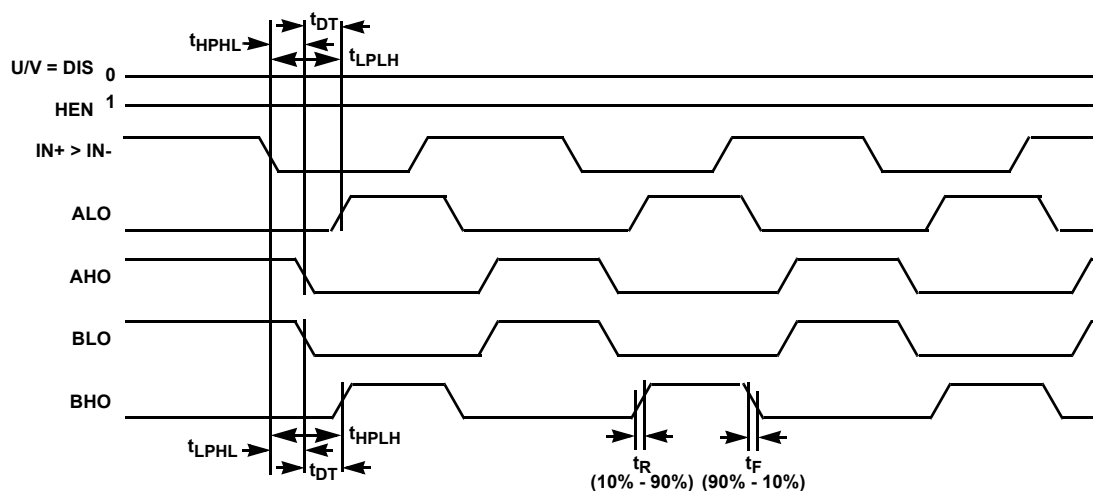 tDT
tHPHL
tLPLH
U/V = DIS 0
HEN 1
IN+ > IN-
ALO
AHO
BLO
BHO
tHPLH
tLPHL
tDT
tR
(10% - 90%)
tF
(90% - 10%)